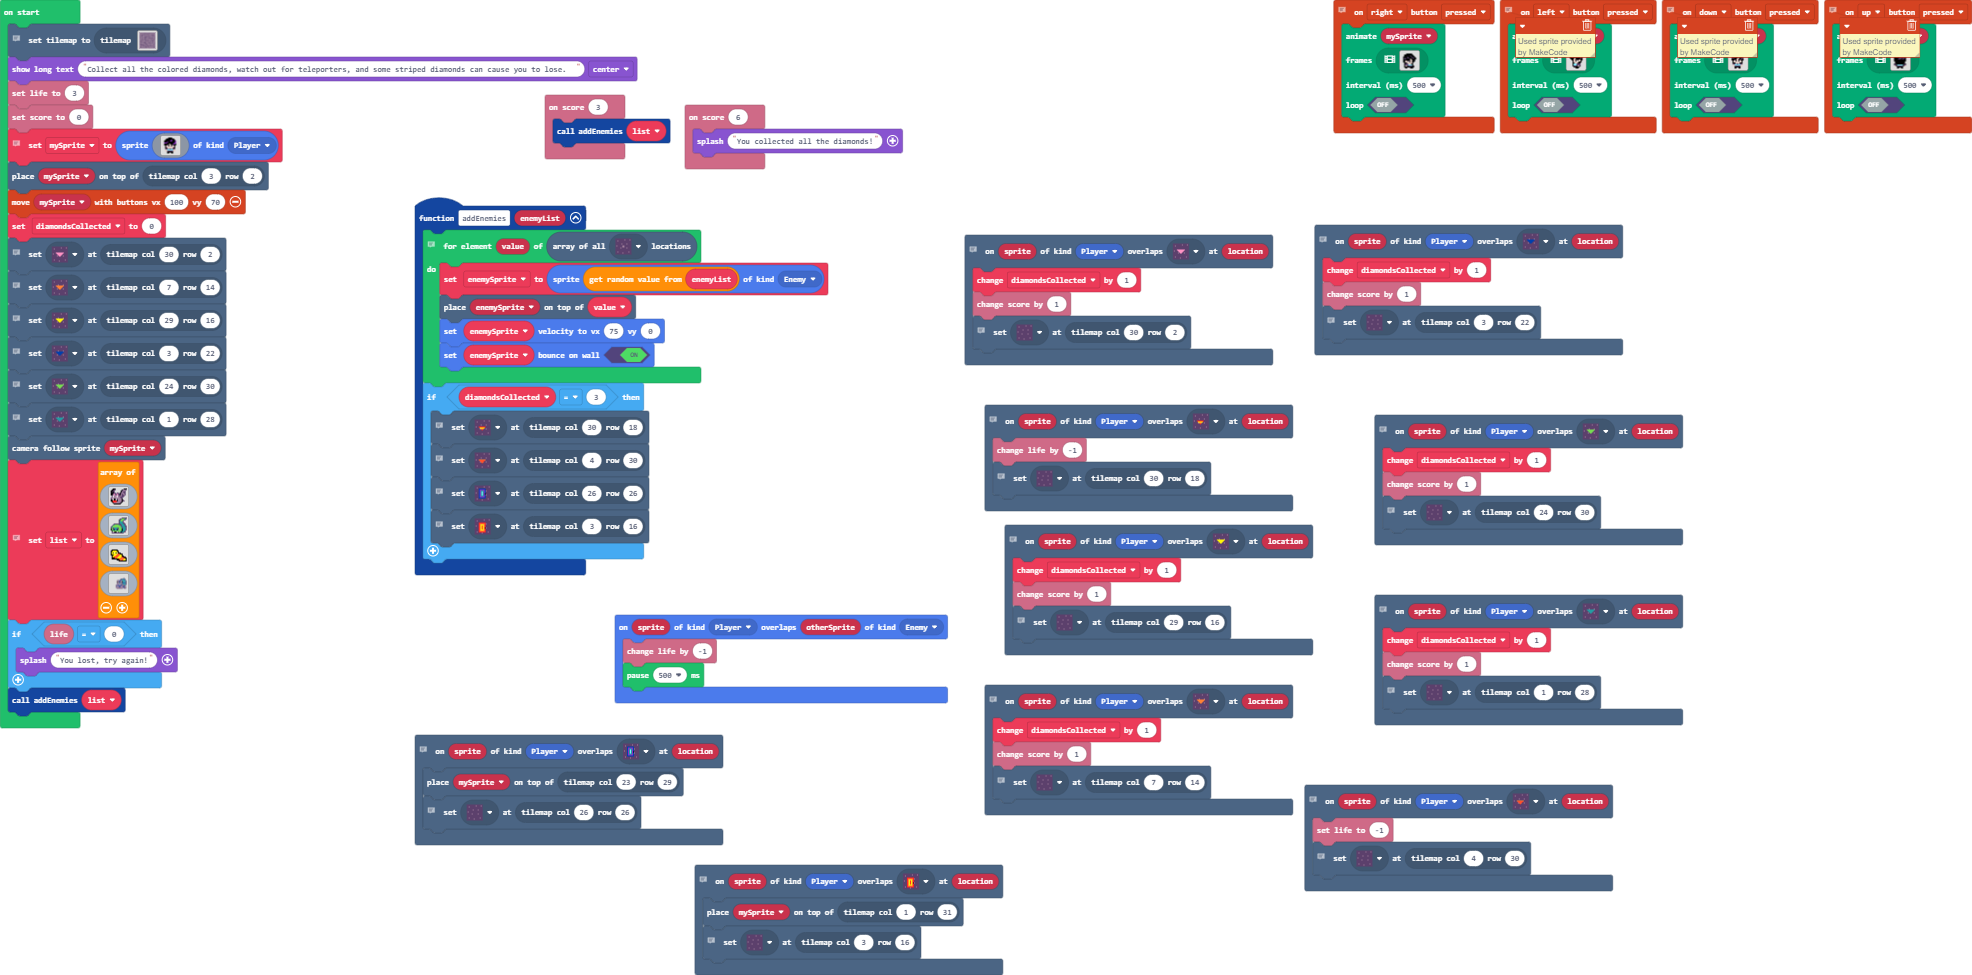 on start
set tilemap to tilemap
show long text "Collect all the colored diamonds, watch out for teleporters, and some striped diamonds can cause you to lose. " center
set life to 3
set score to 0
set mySprite to sprite of kind Player
place mySprite on top of tilemap col 3 row 2
move mySprite with buttons vx 100 vy 70
set diamondsCollected to 0
set at tilemap col 30 row 2
set at tilemap col 7 row 14
set at tilemap col 29 row 16
set at tilemap col 3 row 22
set at tilemap col 24 row 30
set at tilemap col 1 row 28
camera follow sprite mySprite
array of
set list to
if life = 0 then
splash "You lost, try again!"
call addEnemies list
on score 3
call addEnemies list
on score 6
splash "You collected all the diamonds!"
function addEnemies enemyList
for element value of array of all locations
do
set enemySprite to sprite get random value from enemyList of kind Enemy
place enemySprite on top of value
set enemySprite velocity to vx 75 vy 0
set enemySprite bounce on wall ON
if diamondsCollected = 3 then
set at tilemap col 30 row 18
set at tilemap col 4 row 30
set at tilemap col 26 row 26
set at tilemap col 3 row 16
on sprite of kind Player overlaps otherSprite of kind Enemy
change life by -1
pause 500 ms
on sprite of kind Player overlaps at location
place mySprite on top of tilemap col 23 row 29
set at tilemap col 26 row 26
on sprite of kind Player overlaps at location
place mySprite on top of tilemap col 1 row 31
set at tilemap col 3 row 16
on right button pressed
animate mySprite
frames
interval (ms) 500
loop OFF
on left button pressed
Used sprite provided
by MakeCode
frames
interval (ms) 500
loop OFF
on down button pressed
Used sprite provided
by MakeCode
frames
interval (ms) 500
loop OFF
on up button pressed
Used sprite provided
by MakeCode
frames
interval (ms) 500
loop OFF
on sprite of kind Player overlaps at location
change diamondsCollected by 1
change score by 1
set at tilemap col 30 row 2
on sprite of kind Player overlaps at location
change diamondsCollected by 1
change score by 1
set at tilemap col 3 row 22
on sprite of kind Player overlaps at location
change life by -1
set at tilemap col 30 row 18
on sprite of kind Player overlaps at location
change diamondsCollected by 1
change score by 1
set at tilemap col 24 row 30
on sprite of kind Player overlaps at location
change diamondsCollected by 1
change score by 1
set at tilemap col 29 row 16
on sprite of kind Player overlaps at location
change diamondsCollected by 1
change score by 1
set at tilemap col 1 row 28
on sprite of kind Player overlaps at location
change diamondsCollected by 1
change score by 1
set at tilemap col 7 row 14
on sprite of kind Player overlaps at location
set life to -1
set at tilemap col 4 row 30